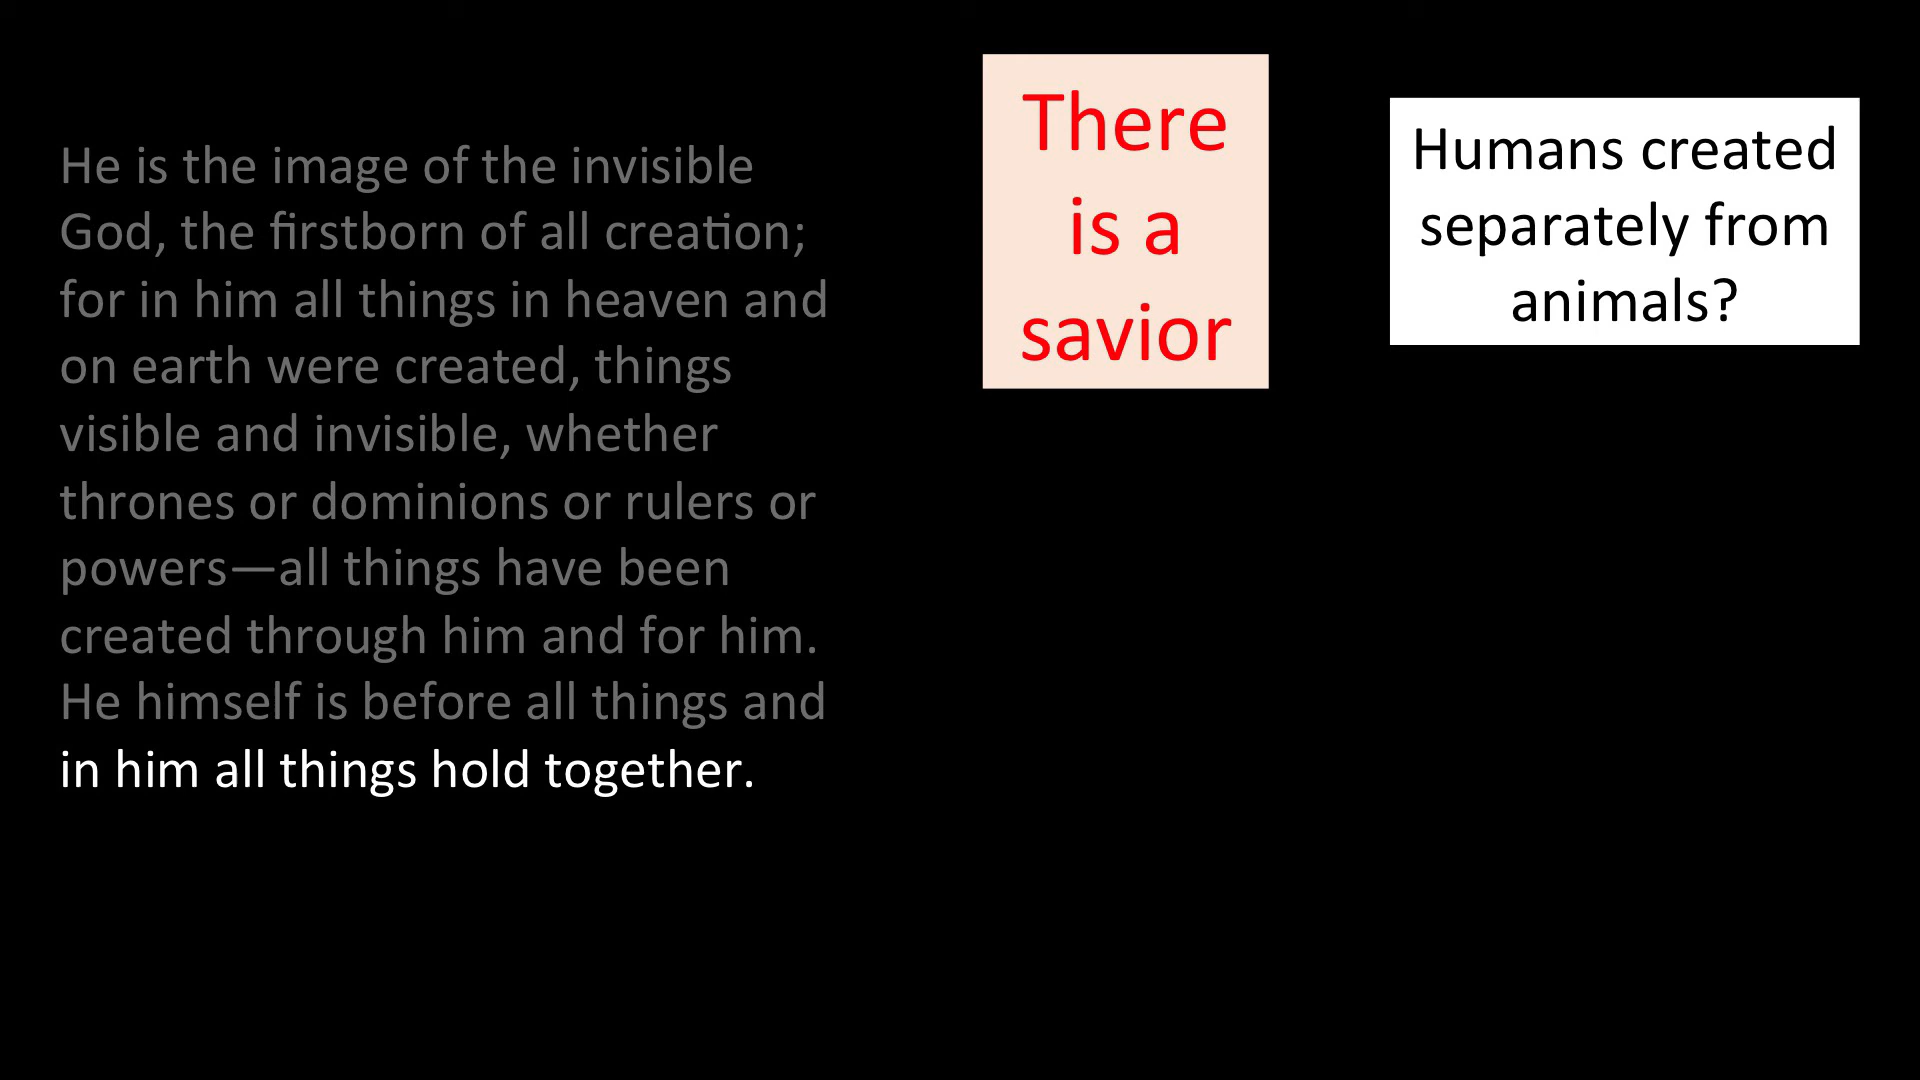 He is the image of the invisible
God, the firstborn of all creation;
for in him all things in heaven and
on earth were created, things
visible and invisible, whether
thrones or dominions or rulers or
powers—all things have been
created through him and for him.
He himself is before all things and
in him all things hold together.
There
is a
savior
Humans created
separately from
animals?